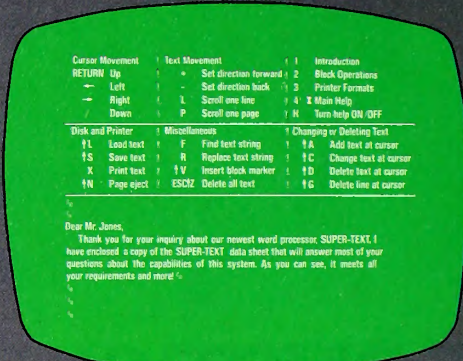 Cursor Movement ! Text Movement ! 1 Introduction
RETURN Up ! + Set direction forward ! 2 Block Operations
← Left ! - Set direction back ! 3 Printer Formats
→ Right ! L Scroll one line ! 4 Main Help
/ Down ! P Scroll one page ! H Turn help ON/OFF
Disk and Printer ! Miscellaneous ! Changing or Deleting Text
↑L Load text ! F Find text string ! ↑A Add text at cursor
↑S Save text ! R Replace text string ! ↑C Change text at cursor
X Print text ! ↑V Insert block marker ! ↑D Delete text at cursor
↑N Page eject ! ESC↑Z Delete all text ! ↑G Delete line at cursor
Dear Mr. Jones,
Thank you for your inquiry about our newest word processor, SUPER-TEXT, I
have enclosed a copy of the SUPER-TEXT data sheet that will answer most of your
questions about the capabilities of this system. As you can see, it meets all
your requirements and more!